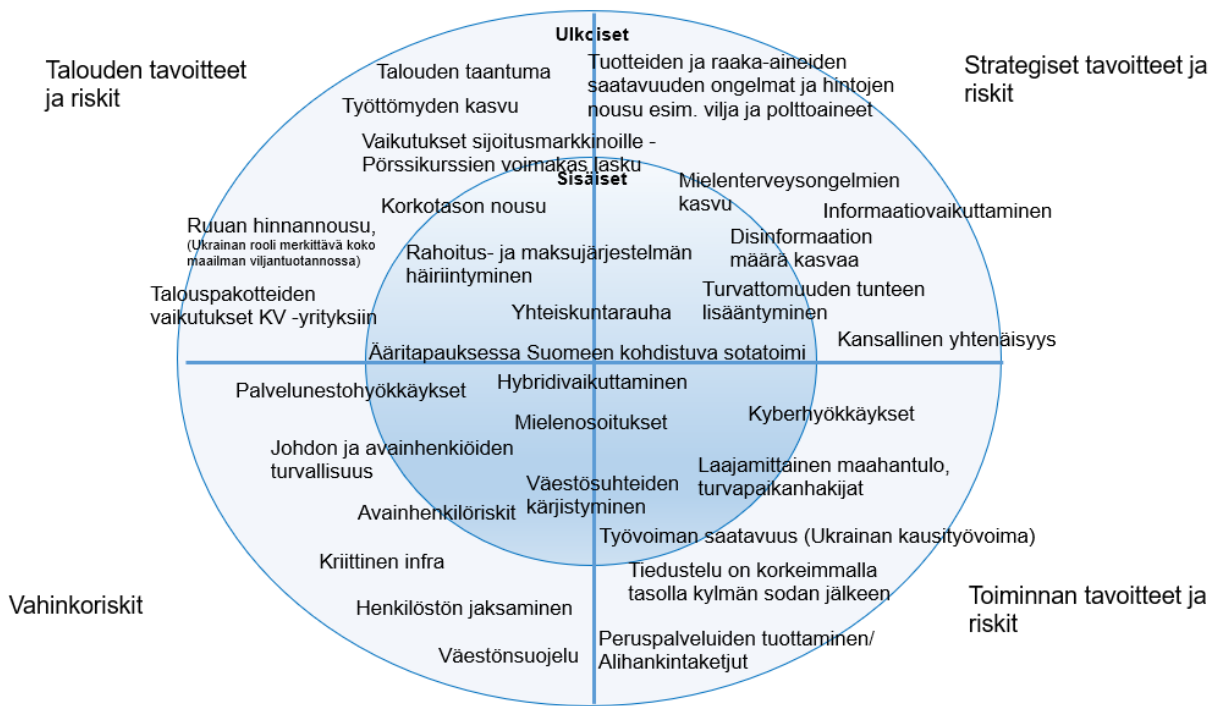 Ulkoiset
Talouden tavoitteet
ja riskit
Talouden taantuma
Työttömyden kasvu
Vaikutukset sijoitusmarkkinoille -
Pörssikurssien voimakas lasku
Tuotteiden ja raaka-aineiden
saatavuuden ongelmat ja hintojen
nousu esim. vilja ja polttoaineet
Strategiset tavoitteet ja
riskit
Sisäiset
Korkotason nousu
Mielenterveysongelmien
kasvu
Informaatiovaikuttaminen
Ruuan hinnannousu,
(Ukrainan rooli merkittävä koko
maailman viljantuotannossa)
Rahoitus- ja maksujärjestelmän
häiriintyminen
Disinformaation
määrä kasvaa
Talouspakotteiden
vaikutukset KV -yrityksiin
Yhteiskuntarauha
Turvattomuuden tunteen
lisääntyminen
Kansallinen yhtenäisyys
Ääritapauksessa Suomeen kohdistuva sotatoimi
Palvelunestohyökkäykset
Hybridivaikuttaminen
Mielenosoitukset
Kyberhyökkäykset
Johdon ja avainhenkiöiden
turvallisuus
Laajamittainen maahantulo,
turvapaikanhakijat
Väestösuhteiden
kärjistyminen
Avainhenkilöriskit
Työvoiman saatavuus (Ukrainan kausityövoima)
Kriittinen infra
Tiedustelu on korkeimmalla
tasolla kylmän sodan jälkeen
Vahinkoriskit
Henkilöstön jaksaminen
Toiminnan tavoitteet ja
riskit
Väestönsuojelu
Peruspalveluiden tuottaminen/
Alihankintaketjut